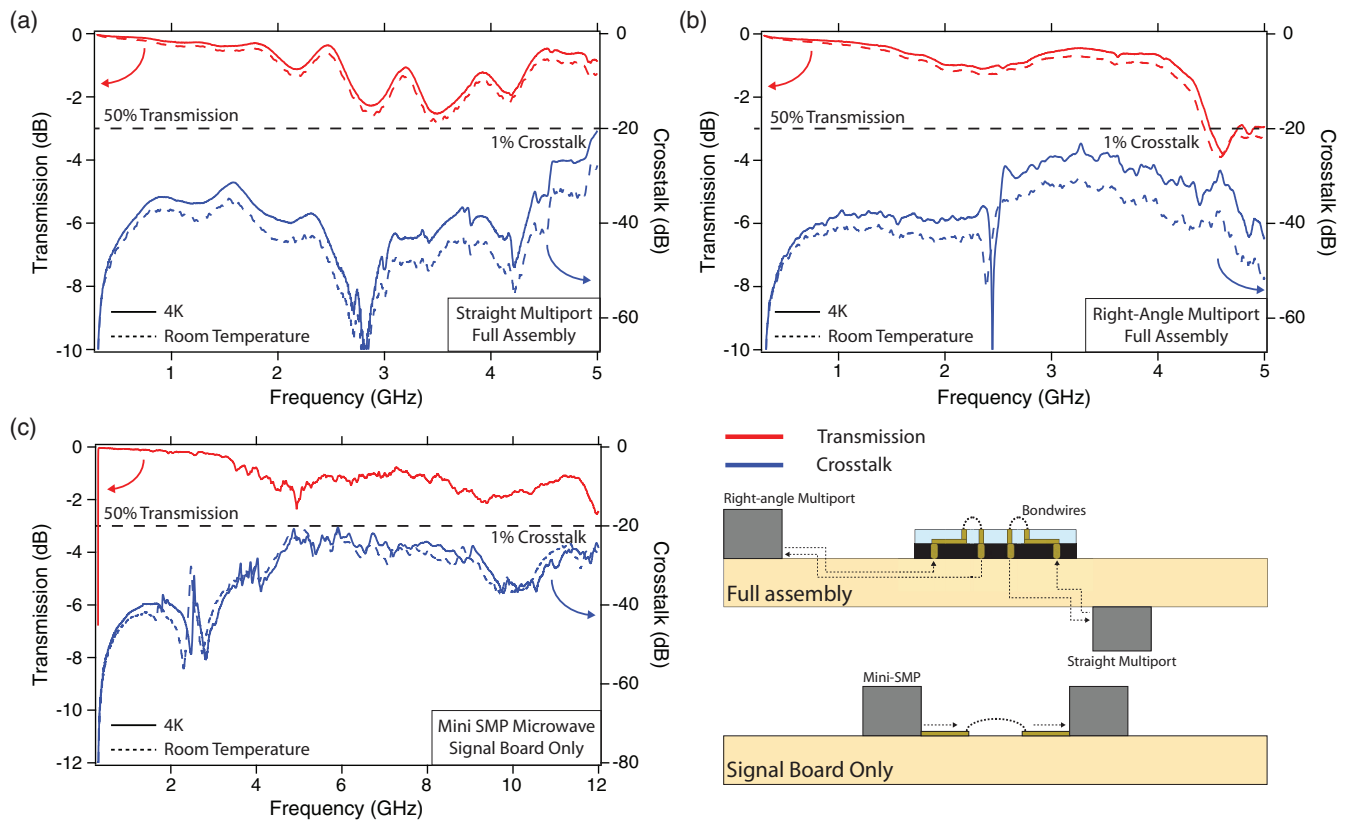 (a)
0
-2
-4
-6
-8
-10
Transmission (dB)
50% Transmission
1% Crosstalk
4K
Room Temperature
Straight Multiport
Full Assembly
0
-20
-40
-60
Crosstalk (dB)
1
2
3
4
5
Frequency (GHz)
(b)
0
-1
-2
-4
-6
-8
-10
Transmission (dB)
50% Transmission
1% Crosstalk
4K
Room Temperature
Right-Angle Multiport
Full Assembly
0
-20
-40
-60
Crosstalk (dB)
1
2
3
4
5
Frequency (GHz)
(c)
0
-2
-4
-6
-8
-10
-12
Transmission (dB)
50% Transmission
1% Crosstalk
4K
Room Temperature
Mini SMP Microwave
Signal Board Only
0
-20
-40
-60
-80
Crosstalk (dB)
2
4
6
8
10
12
Frequency (GHz)
Transmission
Crosstalk
Right-angle Multiport
Bondwires
Full assembly
Straight Multiport
Mini-SMP
Signal Board Only